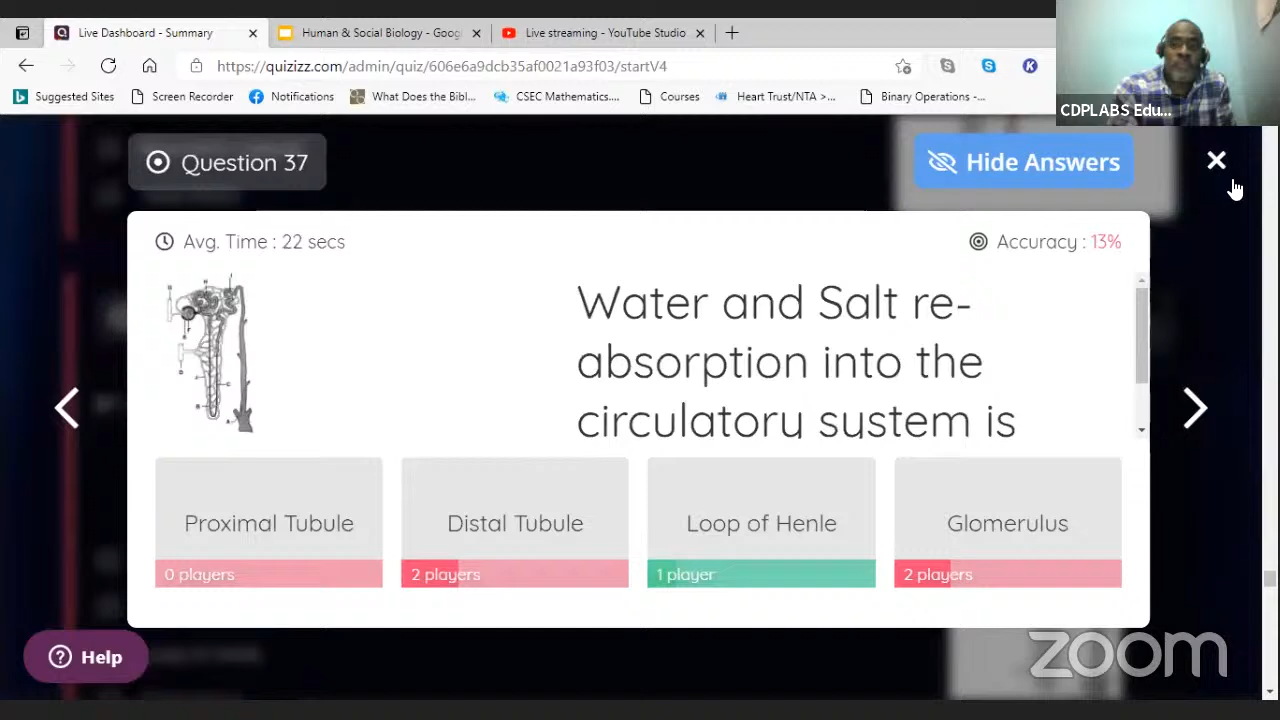 Live Dashboard - Summary
Human & Social Biology - Goog
Live streaming - YouTube Studio
https://quizizz.com/admin/quiz/606e6a9dcb35af0021a93f03/startV4
Suggested Sites
Screen Recorder
Notifications
What Does the Bibl...
CSEC Mathematics....
Courses
Heart Trust/NTA >...
Binary Operations -...
CDPLABS Edu...
Question 37
Hide Answers
Avg. Time : 22 secs
Accuracy : 13%
Water and Salt re-
absorption into the
circulatory system is
Proximal Tubule
Distal Tubule
Loop of Henle
Glomerulus
0 players
2 players
1 player
2 players
Help
zoom